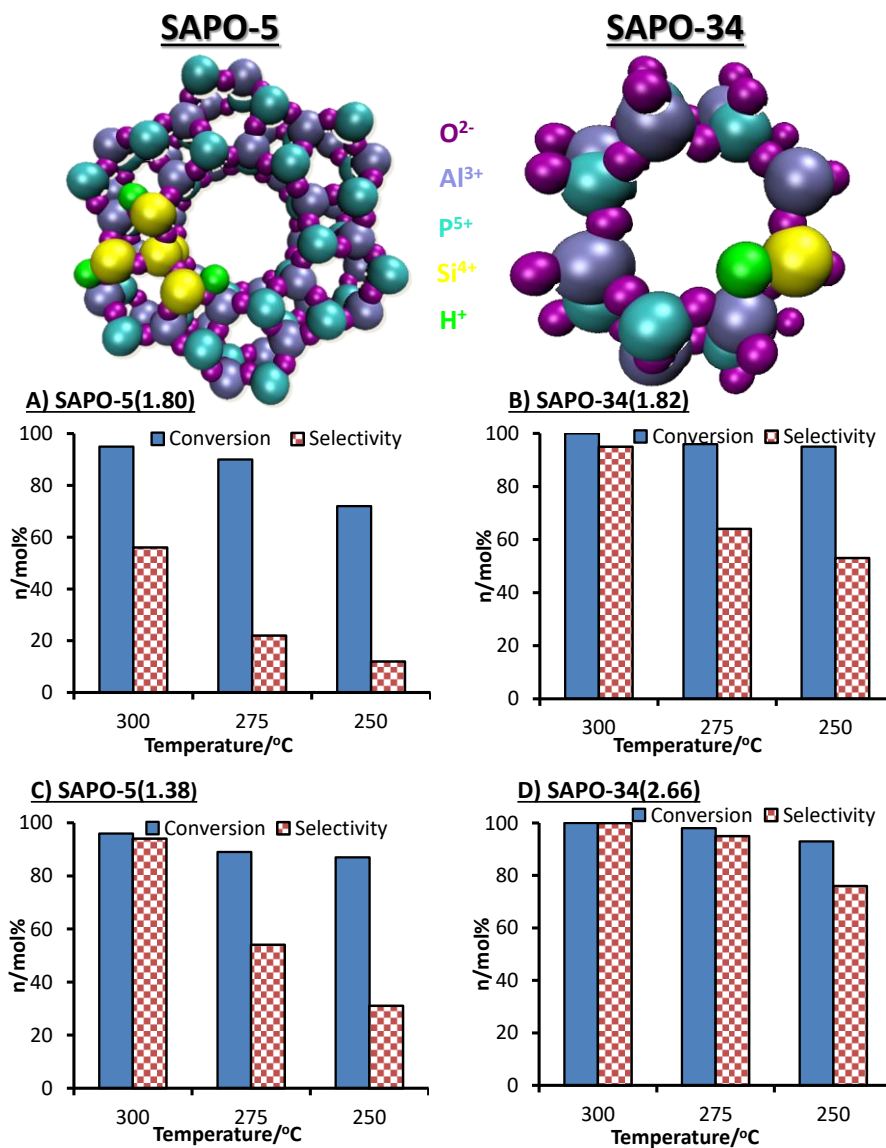 SAPO-5
SAPO-34
O2-
Al3+
P5+
Si4+
H+
A) SAPO-5(1.80)
Conversion Selectivity
n/mol%
100
80
60
40
20
0
300 275 250
Temperature/oC
B) SAPO-34(1.82)
Conversion Selectivity
n/mol%
100
80
60
40
20
0
300 275 250
Temperature/oC
C) SAPO-5(1.38)
Conversion Selectivity
n/mol%
100
80
60
40
20
0
300 275 250
Temperature/oC
D) SAPO-34(2.66)
Conversion Selectivity
n/mol%
100
80
60
40
20
0
300 275 250
Temperature/oC